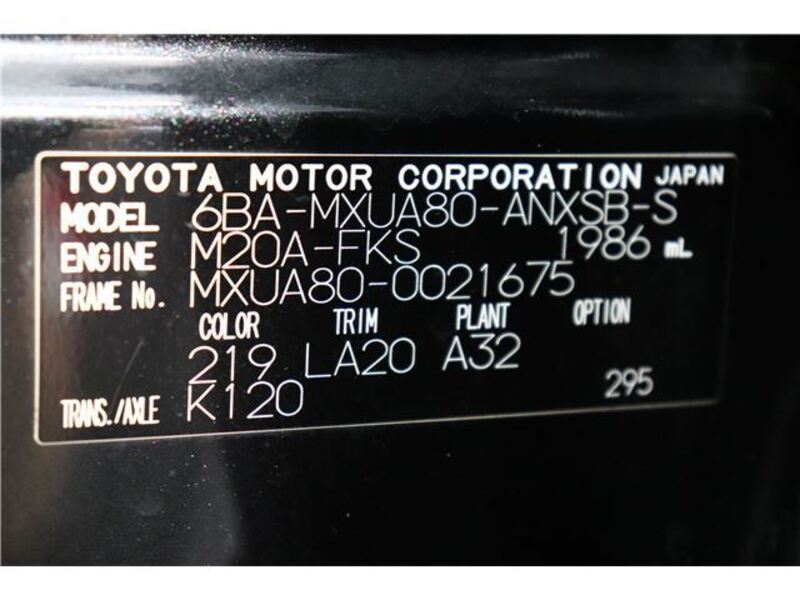 TOYOTA MOTOR CORPORATION JAPAN
MODEL 6BA-MXUA80-ANXSB-S
ENGINE M20A-FKS 1986 mL
FRAME No. MXUA80-0021675
COLOR TRIM PLANT OPTION
219 LA20 A32
TRANS./AXLE K120 295